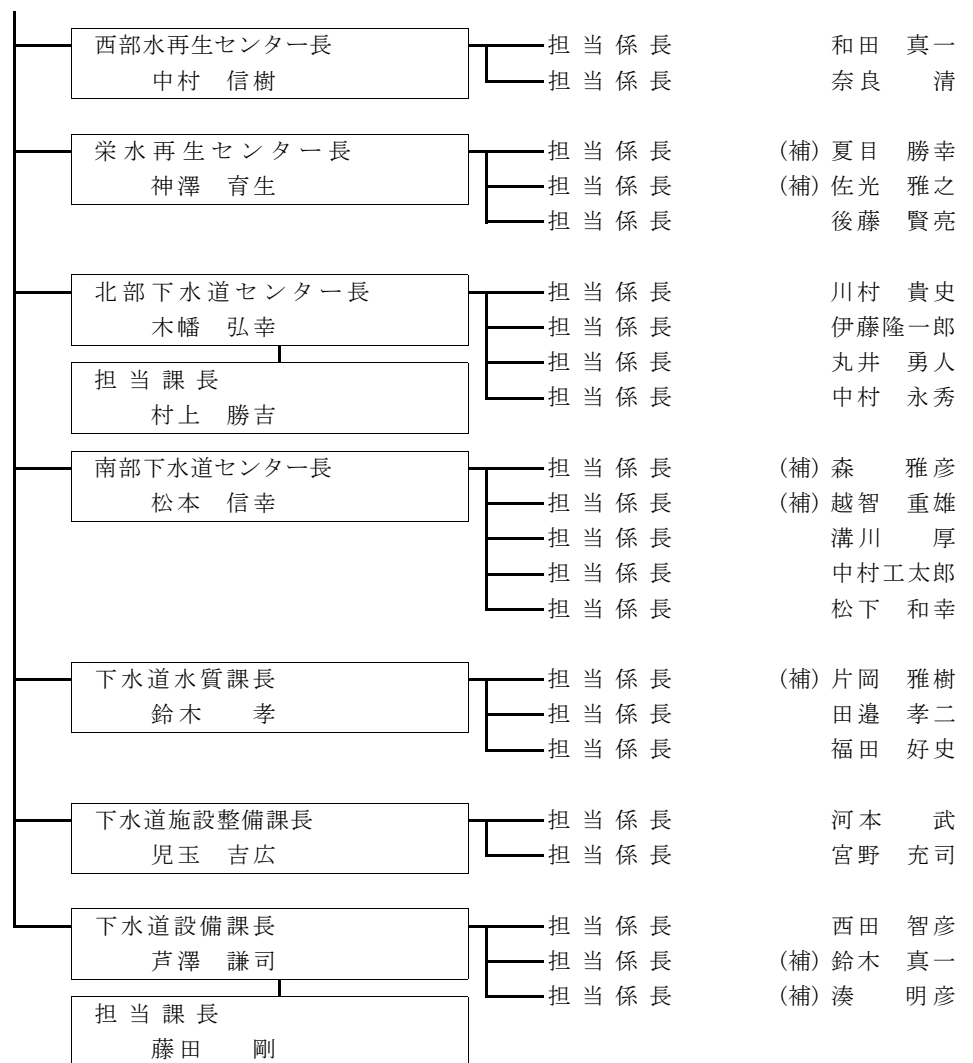 西部水再生センター長 担当係長 和田 真一
中村 信樹 担当係長 奈良 清
栄水再生センター長 担当係長 (補) 夏目 勝幸
神澤 育生 担当係長 (補) 佐光 雅之
担当係長 後藤 賢亮
北部下水道センター長 担当係長 川村 貴史
木幡 弘幸 担当係長 伊藤隆一郎
担当係長 丸井 勇人
担当課長 担当係長 中村 永秀
村上 勝吉
南部下水道センター長 担当係長 (補) 森 雅彦
松本 信幸 担当係長 (補) 越智 重雄
担当係長 溝川 厚
担当係長 中村工太郎
担当係長 松下 和幸
下水道水質課長 担当係長 (補) 片岡 雅樹
鈴木 孝 担当係長 田邉 孝二
担当係長 福田 好史
下水道施設整備課長 担当係長 河本 武
児玉 吉広 担当係長 宮野 充司
下水道設備課長 担当係長 西田 智彦
芦澤 謙司 担当係長 (補) 鈴木 真一
担当係長 (補) 湊 明彦
担当課長
藤田 剛